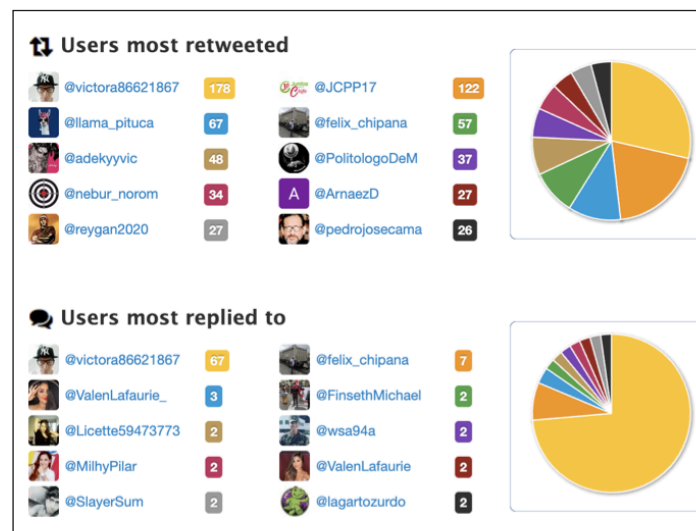 Users most retweeted
@victora86621867 178 @JCPP17 122
@llama_pituca 67 @felix_chipana 57
@adekyyvic 48 @PolitologoDeM 37
@nebur_norom 34 A @ArnaezD 27
@reygan2020 27 @pedrojosecama 26
Users most replied to
@victora86621867 67 @felix_chipana 7
@ValenLafaurie_ 3 @FinsethMichael 2
@Licette59473773 2 @wsa94a 2
@MilhyPilar 2 @ValenLafaurie 2
@SlayerSum 2 @lagartozurdo 2